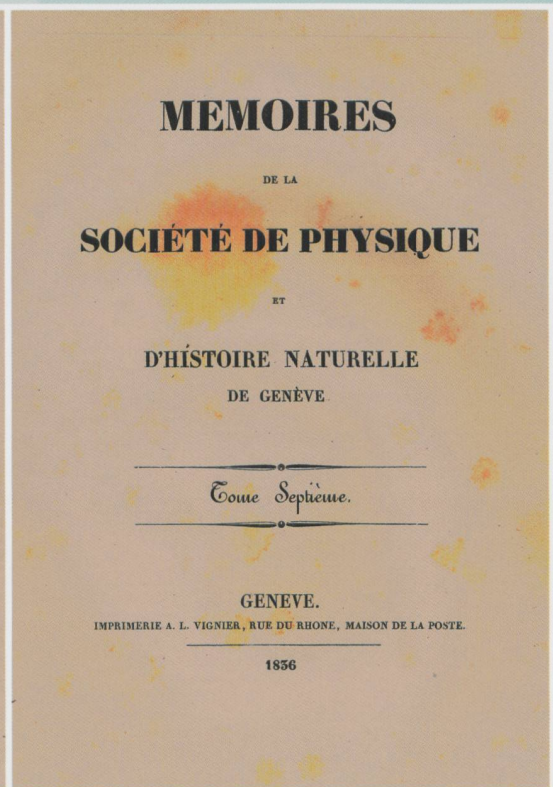 MEMOIRES
DE LA
SOCIÉTÉ DE PHYSIQUE
ET
D'HÍSTOIRE NATURELLE
DE GENÈVE
Tome Septième.
GENEVE.
IMPRIMERIE A. L. VIGNIER, RUE DU RHONE, MAISON DE LA POSTE.
1836